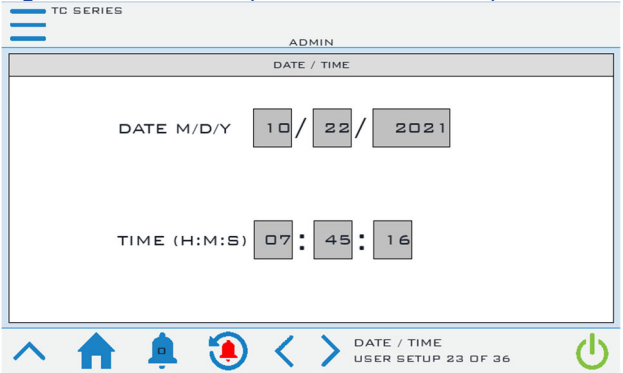 TC SERIES
ADMIN
DATE / TIME
DATE M/D/Y 10 / 22 / 2021
TIME (H:M:S) 07 : 45 : 16
0
DATE / TIME
USER SETUP 23 OF 36